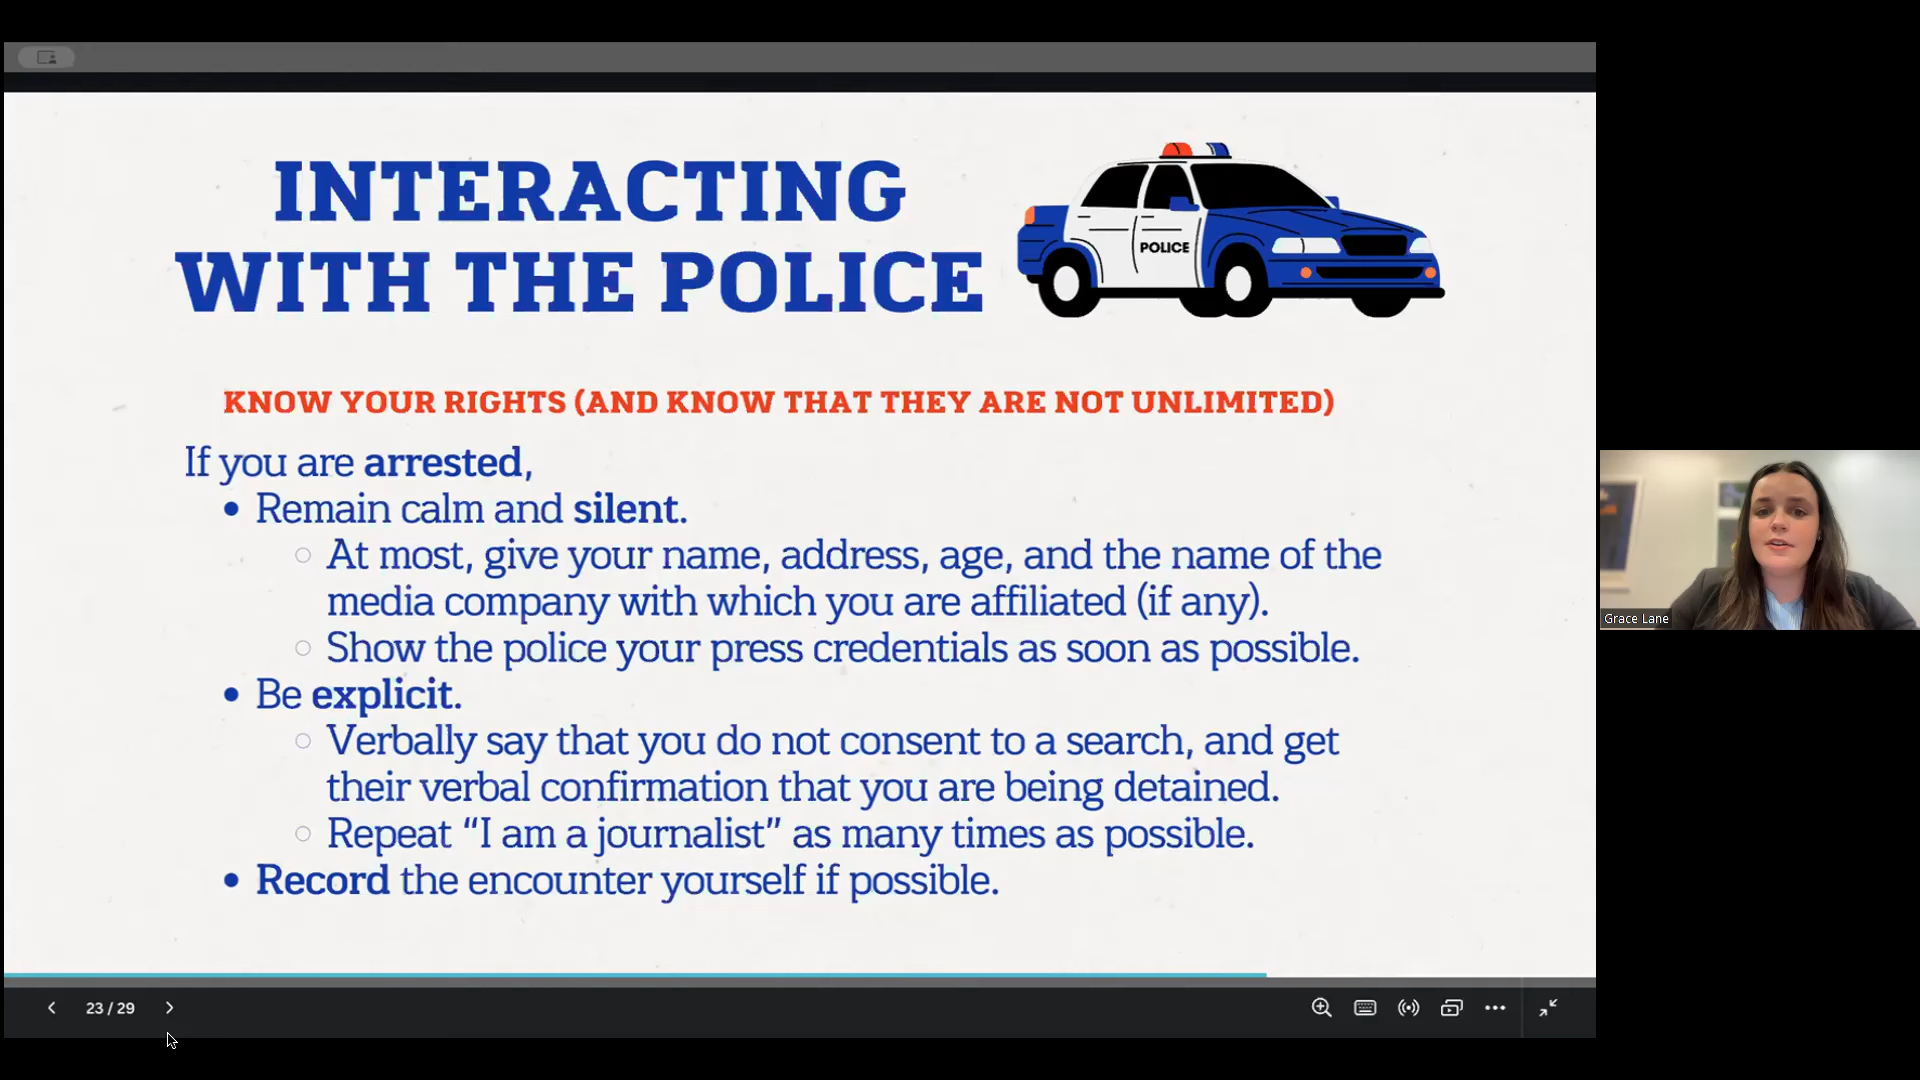 INTERACTING
WITH THE POLICE
POLICE
KNOW YOUR RIGHTS (AND KNOW THAT THEY ARE NOT UNLIMITED)
If you are arrested,
• Remain calm and silent.
○ At most, give your name, address, age, and the name of the
media company with which you are affiliated (if any).
○ Show the police your press credentials as soon as possible.
• Be explicit.
○ Verbally say that you do not consent to a search, and get
their verbal confirmation that you are being detained.
○ Repeat “I am a journalist” as many times as possible.
• Record the encounter yourself if possible.
Grace Lane
23 / 29